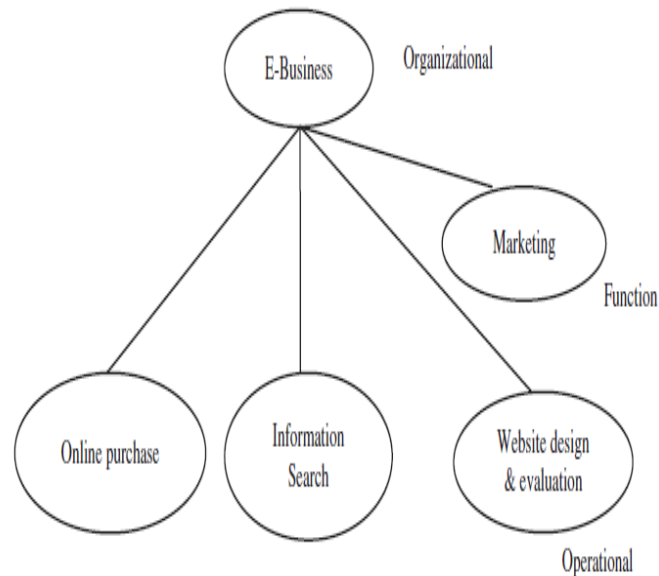 E-Business
Organizational
Marketing
Function
Online purchase
Information
Search
Website design
& evaluation
Operational